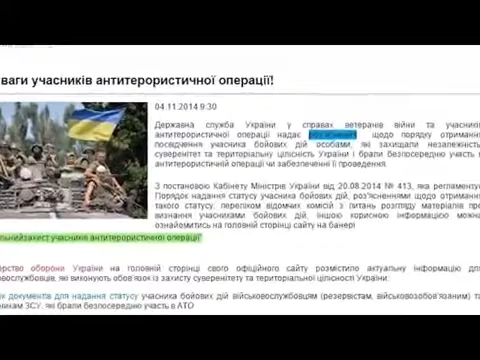 ваги учасників антитерористичної операції!
04.11.2014 9:30
Державна служба України у справах ветеранів війни та учасників
антитерористичної операції надає роз'яснення щодо порядку отримання
посвідчення учасника бойових дій особами, які захищали незалежність,
суверенітет та територіальну цілісність України і брали безпосередню участь в
антитерористичній операції чи забезпеченні її проведення.
З постановою Кабінету Міністрів України від 20.08.2014 № 413, яка регламентує
Порядок надання статусу учасника бойових дій, роз'ясненнями щодо отримання
такого статусу, переліком відомчих комісій з питань розгляду матеріалів про
визнання учасниками бойових дій, іншою корисною інформацією можна
ознайомитись на головній сторінці сайту на банері
льнийзахист учасників антитерористичної операції"
ерство оборони України на головній сторінці свого офіційного сайту розмістило актуальну інформацію для
овослужбовців, які виконують обов'язок із захисту суверенітету та територіальної цілісності України.
к документів для надання статусу учасника бойових дій військовослужбовцям (резервістам, військовозобов'язаним) та
никам ЗСУ, які брали безпосередню участь в АТО